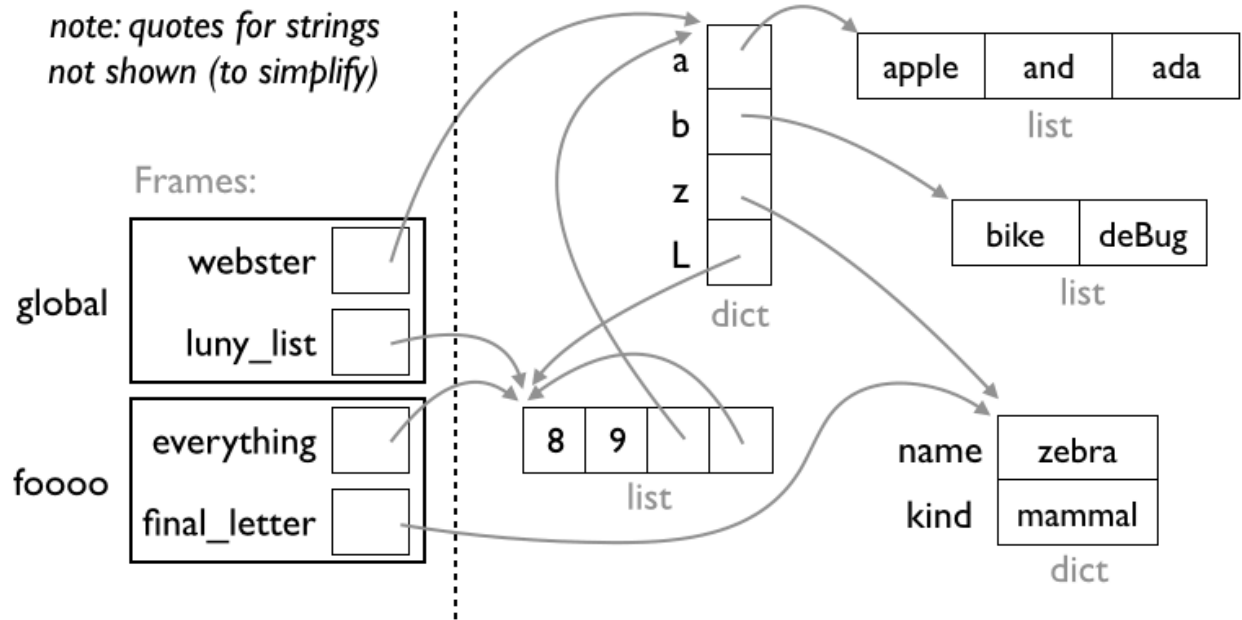 note: quotes for strings
not shown (to simplify)
Frames:
global
webster
luny_list
foooo
everything
final_letter
a
b
z
L
dict
apple and ada
list
bike deBug
list
8 9
list
name zebra
kind mammal
dict